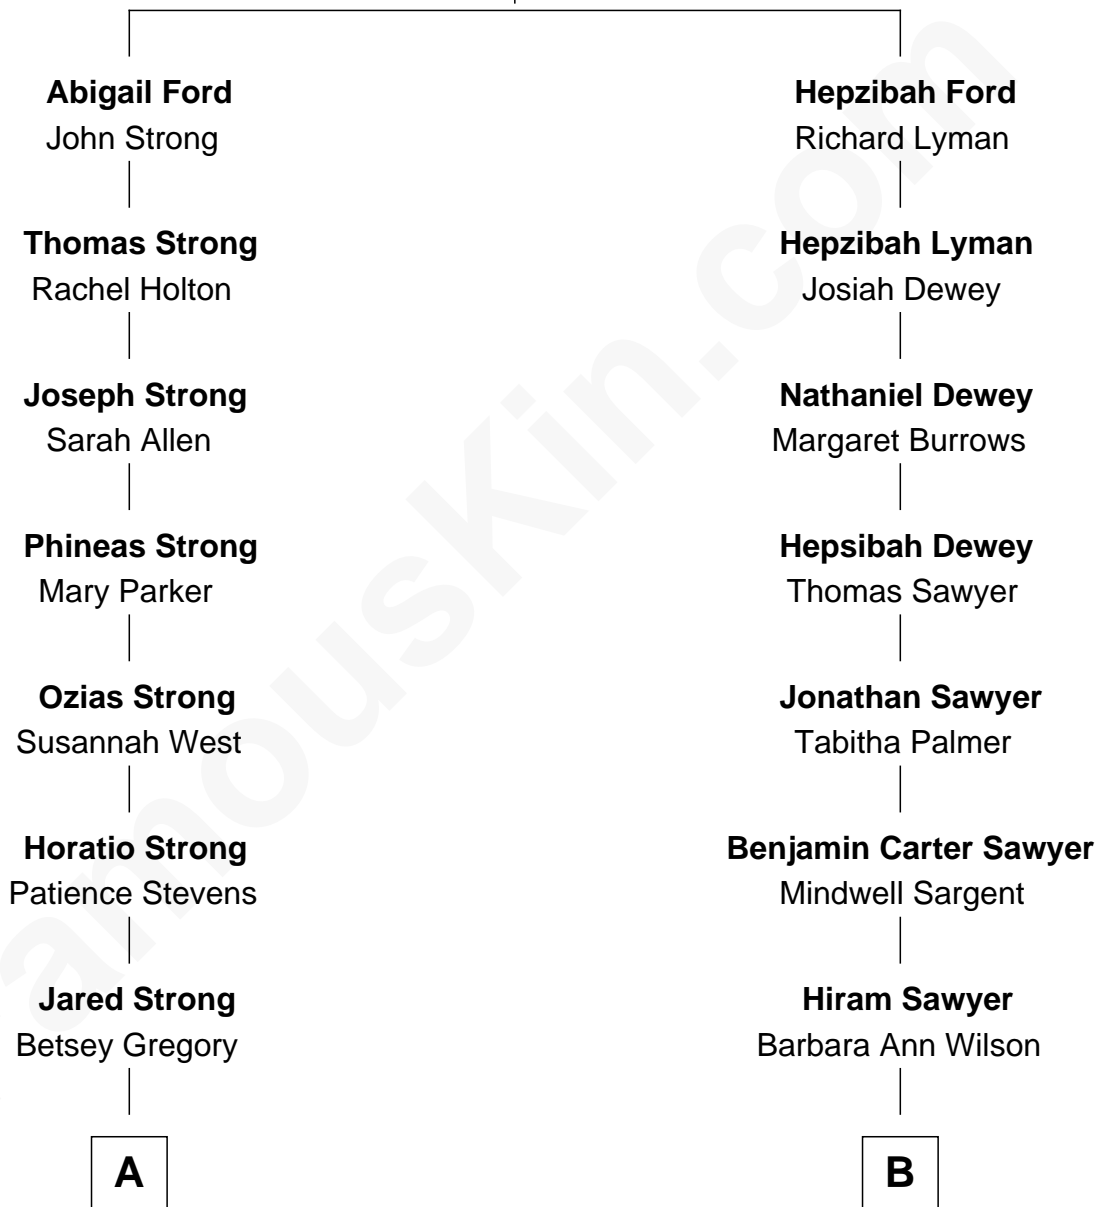 Abigail Ford
John Strong
Hepzibah Ford
Richard Lyman
Thomas Strong
Rachel Holton
Hepzibah Lyman
Josiah Dewey
Joseph Strong
Sarah Allen
Nathaniel Dewey
Margaret Burrows
Phineas Strong
Mary Parker
Hepsibah Dewey
Thomas Sawyer
Ozias Strong
Susannah West
Jonathan Sawyer
Tabitha Palmer
Horatio Strong
Patience Stevens
Benjamin Carter Sawyer
Mindwell Sargent
Jared Strong
Betsey Gregory
Hiram Sawyer
Barbara Ann Wilson
A
B
amouskin.com